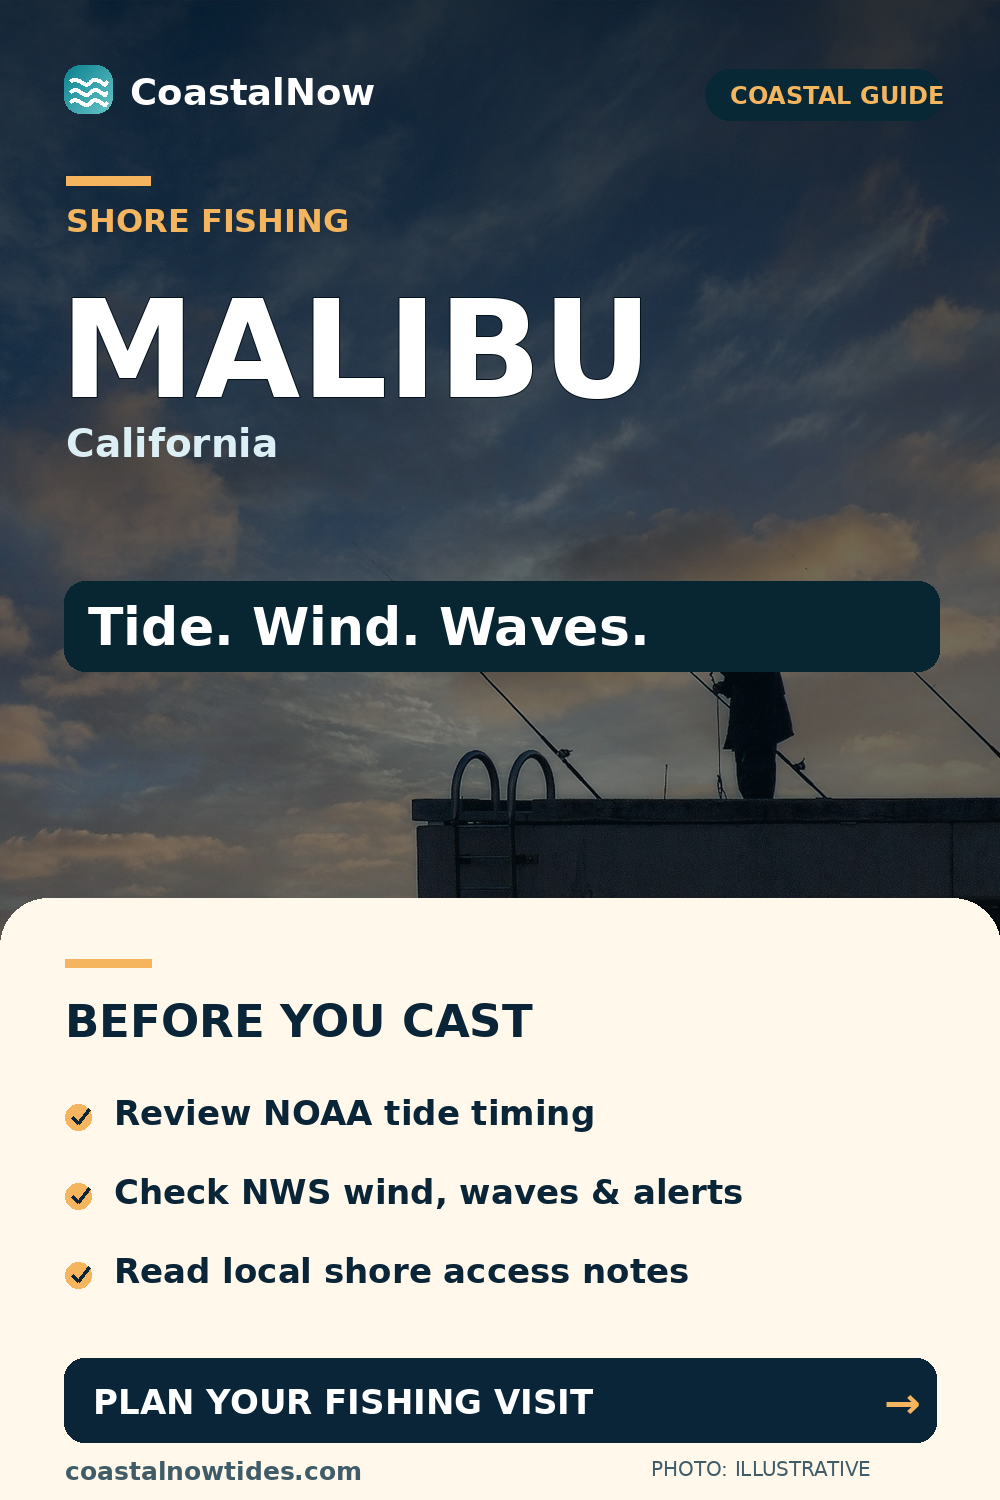 CoastalNow
COASTAL GUIDE
SHORE FISHING
MALIBU
California
Tide. Wind. Waves.
BEFORE YOU CAST
Review NOAA tide timing
Check NWS wind, waves & alerts
Read local shore access notes
PLAN YOUR FISHING VISIT →
coastalnowtides.com
PHOTO: ILLUSTRATIVE